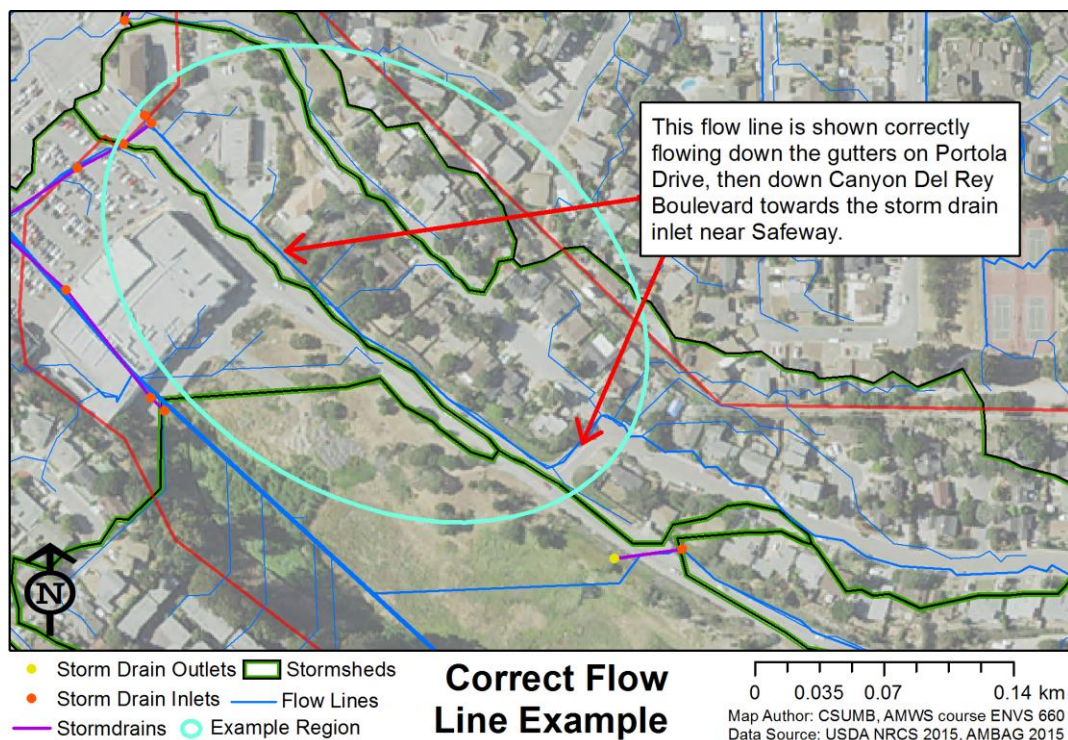 This flow line is shown correctly
flowing down the gutters on Portola
Drive, then down Canyon Del Rey
Boulevard towards the storm drain
inlet near Safeway.
N
Storm Drain Outlets
Stormsheds
Storm Drain Inlets
Flow Lines
Stormdrains
Example Region
Correct Flow
Line Example
0 0.035 0.07 0.14 km
Map Author: CSUMB, AMWS course ENVS 660
Data Source: USDA NRCS 2015, AMBAG 2015